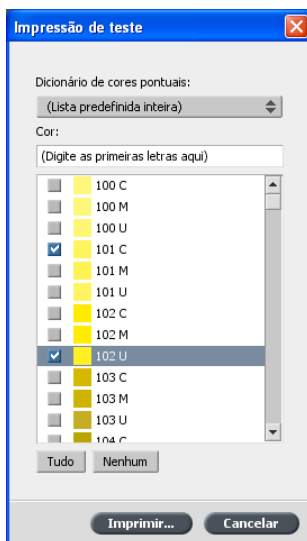 Impressão de teste
Dicionário de cores pontuais:
(Lista predefinida inteira)
Cor:
(Digite as primeiras letras aqui)
100 C
100 M
100 U
101 C
101 M
101 U
102 C
102 M
102 U
103 C
103 M
103 U
104 C
Tudo Nenhum
Imprimir... Cancelar